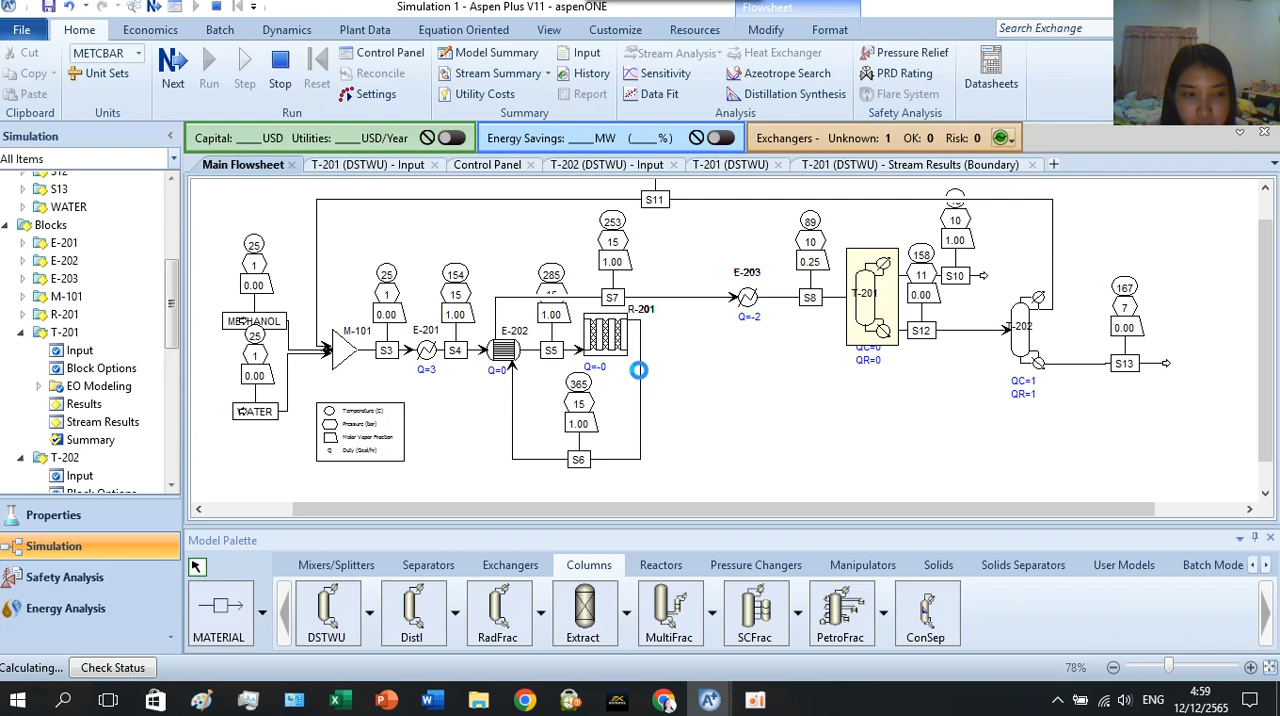 Simulation 1 - Aspen Plus V11 - aspenONE
Flowsheet
File
Home
Economics
Batch
Dynamics
PlantData
Equation Oriented
View
Customize
Resources
Modify
Format
Search Exchange
Cut
Copy
Paste
Clipboard
METCBAR
Unit Sets
Units
Next
Run
Step
Stop
Reset
Control Panel
Reconcile
Settings
Run
Model Summary
Stream Summary
Utility Costs
Input
History
Report
Summary
Stream Analysis
Sensitivity
Data Fit
Heat Exchanger
Azeotrope Search
Distillation Synthesis
Analysis
Pressure Relief
PRD Rating
Flare System
Safety Analysis
Datasheets
Simulation
Capital: ____ USD Utilities: ____ USD/Year
Energy Savings: ____ MW ( ____ %)
Exchangers - Unknown: 1 OK: 0 Risk: 0
All Items
Main Flowsheet
T-201 (DSTWU) - Input
Control Panel
T-202 (DSTWU) - Input
T-201 (DSTWU)
T-201 (DSTWU) - Stream Results (Boundary)
S12
S13
WATER
Blocks
E-201
E-202
E-203
M-101
R-201
T-201
Input
Block Options
EO Modeling
Results
Stream Results
Summary
T-202
Input
Block Options
Properties
Simulation
Safety Analysis
Energy Analysis
S11
25
1
0.00
METHANOL
25
1
0.00
WATER
M-101
25
1
0.00
S3
E-201
Q=3
154
15
1.00
S4
E-202
Q=0
285
1.00
S5
253
15
1.00
S7
R-201
Q=-0
365
15
1.00
S6
E-203
Q=-2
89
10
0.25
S8
T-201
QC=0
QR=0
10
1.00
S10
158
11
0.00
S12
T-202
QC=1
QR=1
167
7
0.00
S13
Temperature (C)
Pressure (bar)
Molar Vapor Fraction
Q Duty (Gcal/hr)
Model Palette
Mixers/Splitters
Separators
Exchangers
Columns
Reactors
Pressure Changers
Manipulators
Solids
Solids Separators
User Models
Batch Mode
MATERIAL
DSTWU
Distl
RadFrac
Extract
MultiFrac
SCFrac
PetroFrac
ConSep
Calculating...
Check Status
78%
ENG
4:59
12/12/2565